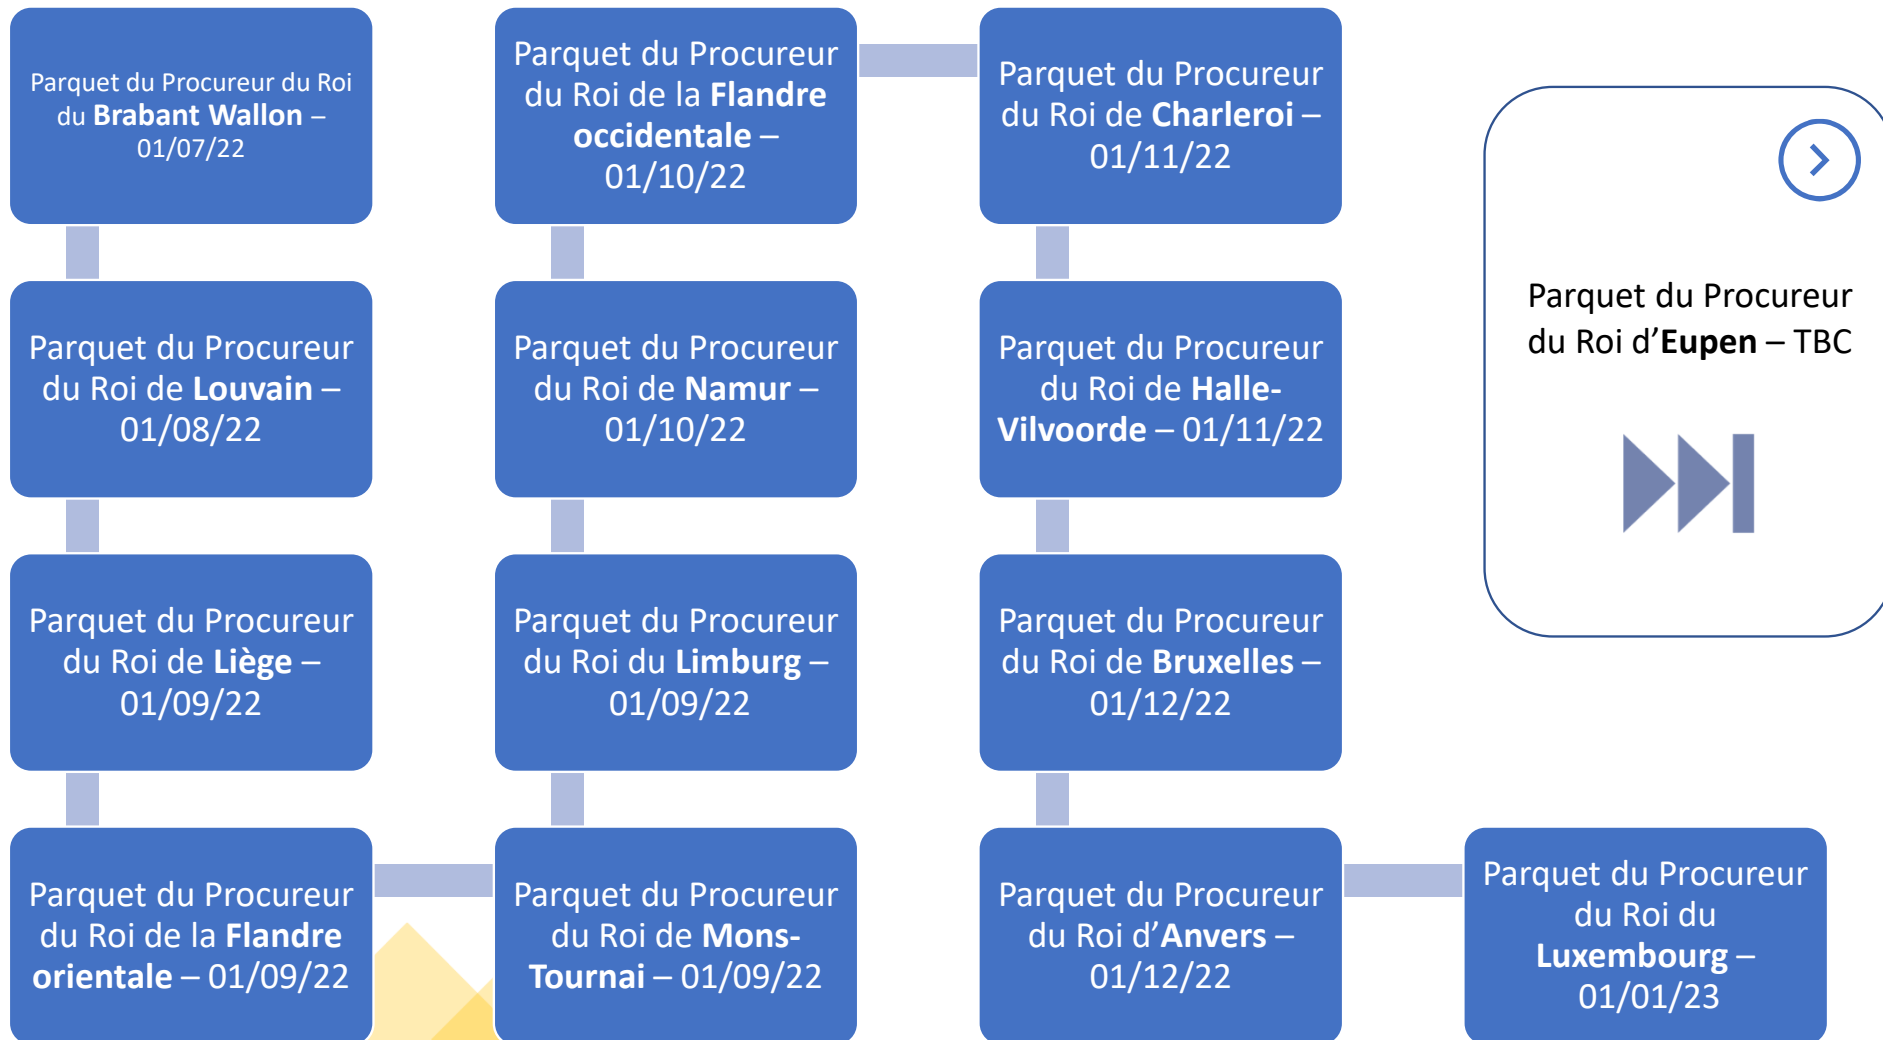 Parquet du Procureur du Roi
du Brabant Wallon –
01/07/22
Parquet du Procureur
du Roi de Louvain –
01/08/22
Parquet du Procureur
du Roi de Liège –
01/09/22
Parquet du Procureur
du Roi de la Flandre
orientale – 01/09/22
Parquet du Procureur
du Roi de Mons-
Tournai – 01/09/22
Parquet du Procureur
du Roi du Limburg –
01/09/22
Parquet du Procureur
du Roi de Namur –
01/10/22
Parquet du Procureur
du Roi de la Flandre
occidentale –
01/10/22
Parquet du Procureur
du Roi de Charleroi –
01/11/22
Parquet du Procureur
du Roi de Halle-
Vilvoorde – 01/11/22
Parquet du Procureur
du Roi de Bruxelles –
01/12/22
Parquet du Procureur
du Roi d’Anvers –
01/12/22
Parquet du Procureur
du Roi du
Luxembourg –
01/01/23
Parquet du Procureur
du Roi d’Eupen – TBC